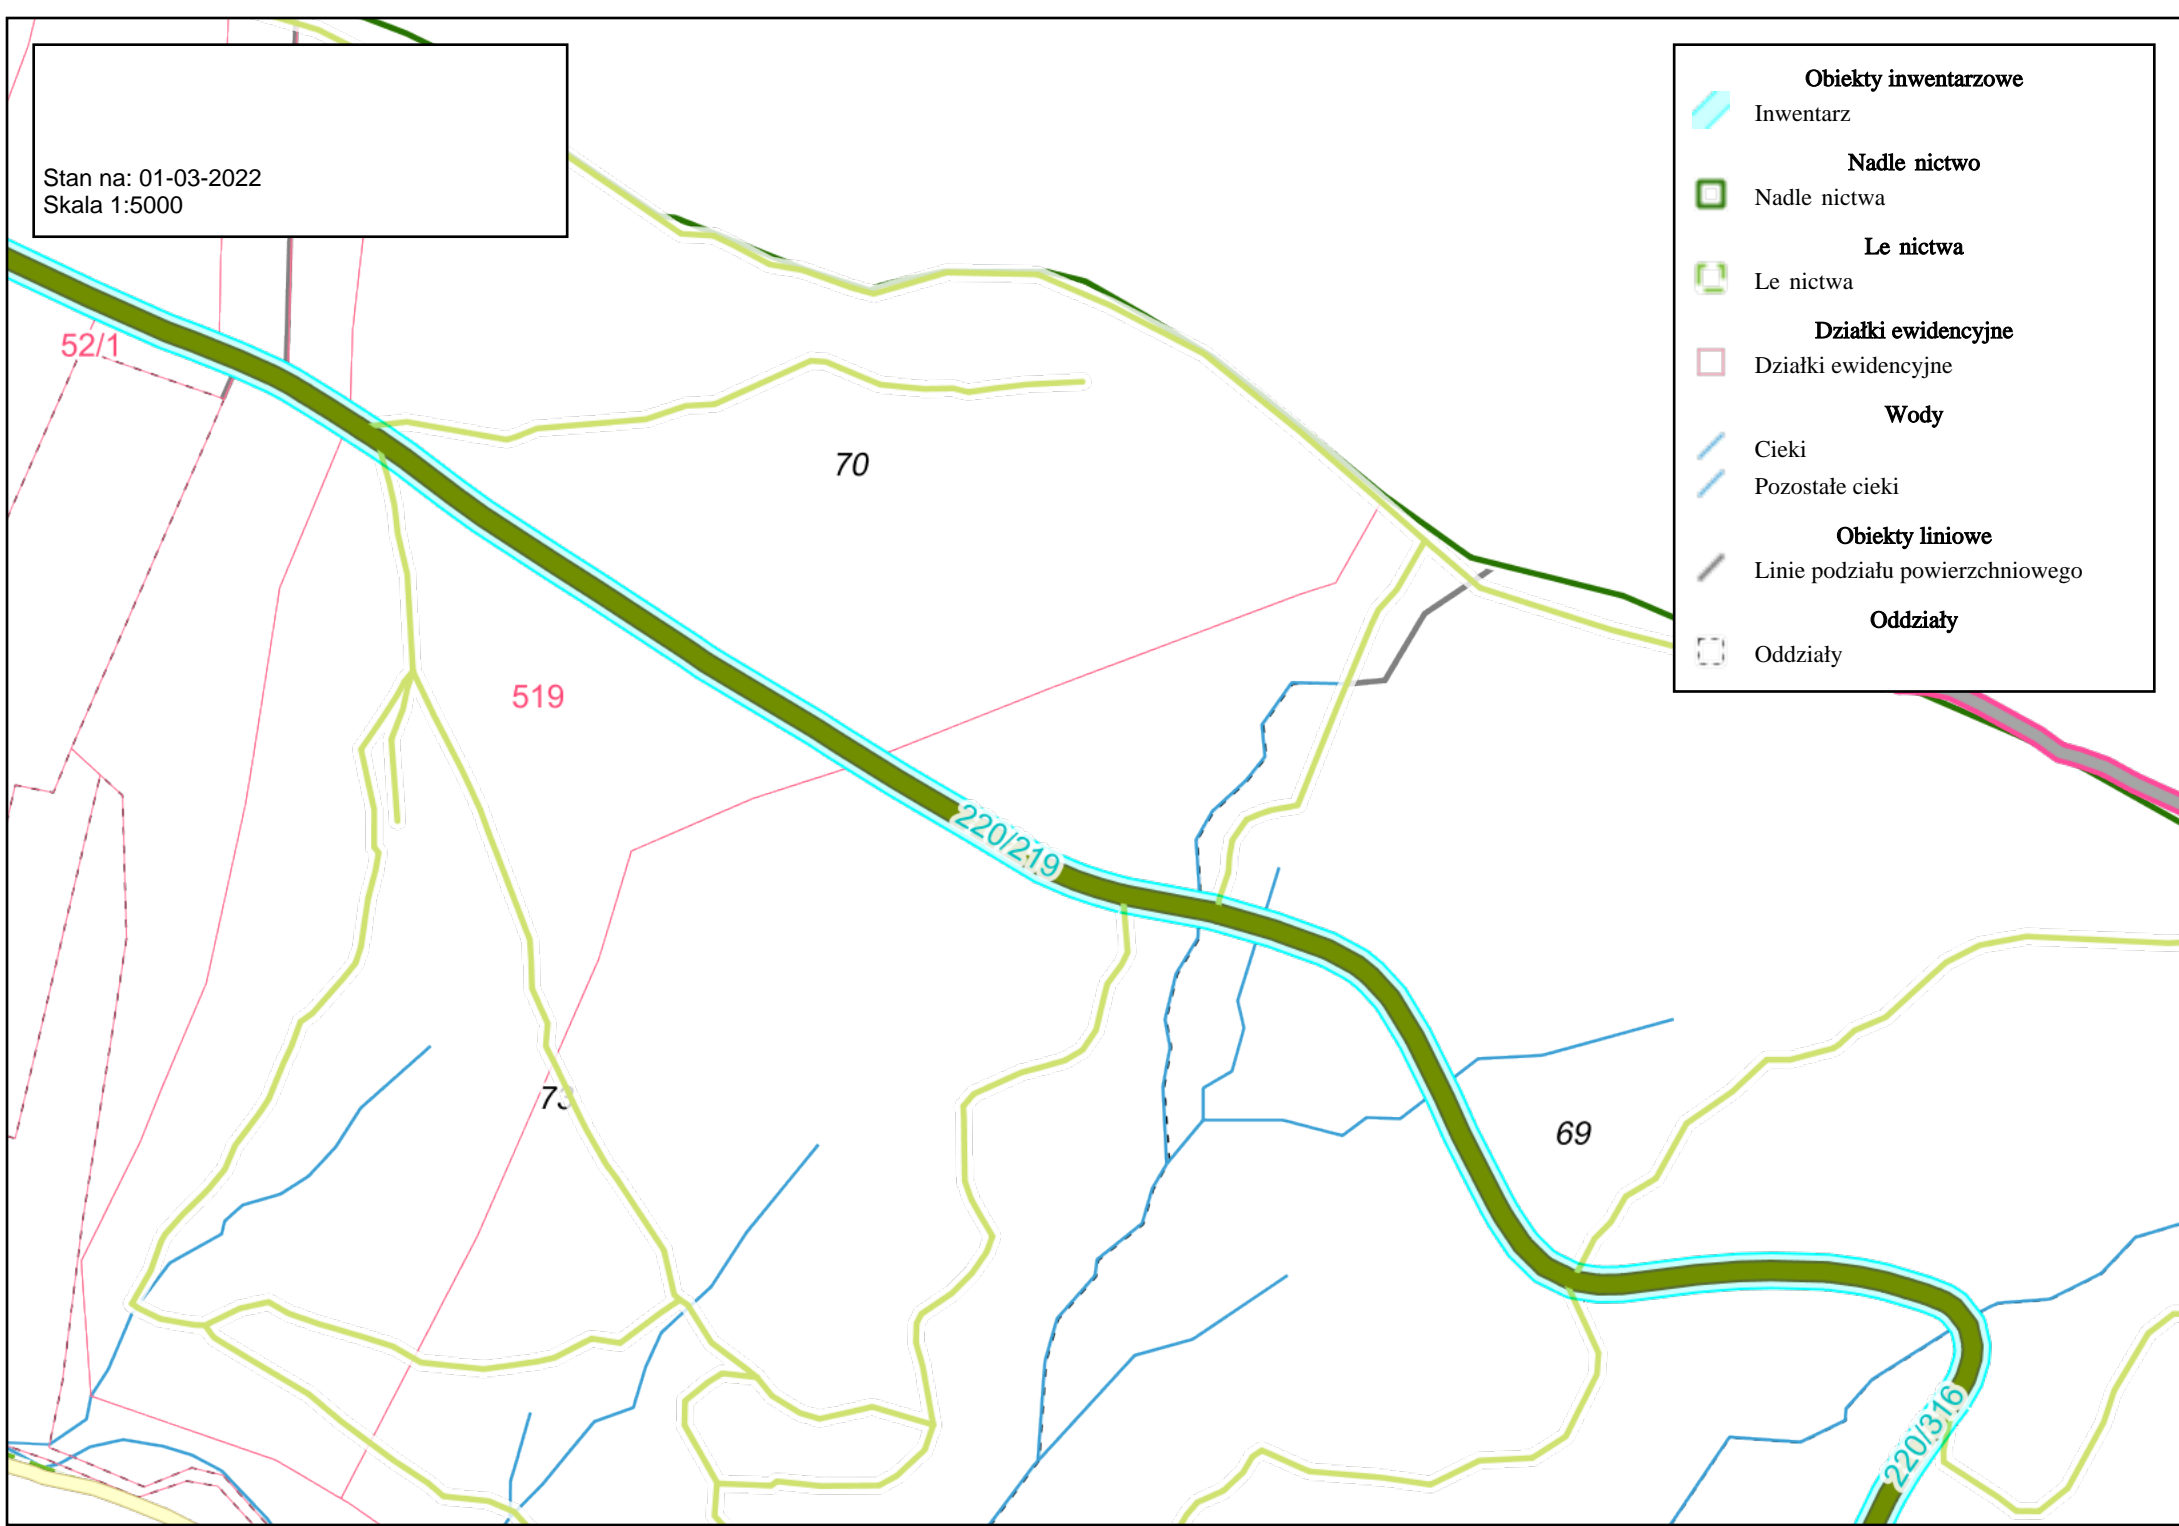 Stan na: 01-03-2022
Skala 1:5000
Obiekty inwentarzowe
Inwentarz
Nadle nictwo
Nadle nictwa
Le nictwa
Le nictwa
Działki ewidencyjne
Działki ewidencyjne
Wody
Cieki
Pozostałe cieki
Obiekty liniowe
Linie podziału powierzchniowego
Oddziały
Oddziały
52/1
70
519
220/219
73
69
220/316